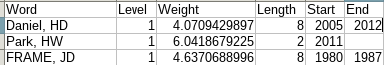 Word Level Weight Length Start End
Daniel, HD 1 4.0709429897 8 2005 2012
Park, HW 1 6.0418679225 2 2011
FRAME, JD 1 4.6370688996 8 1980 1987